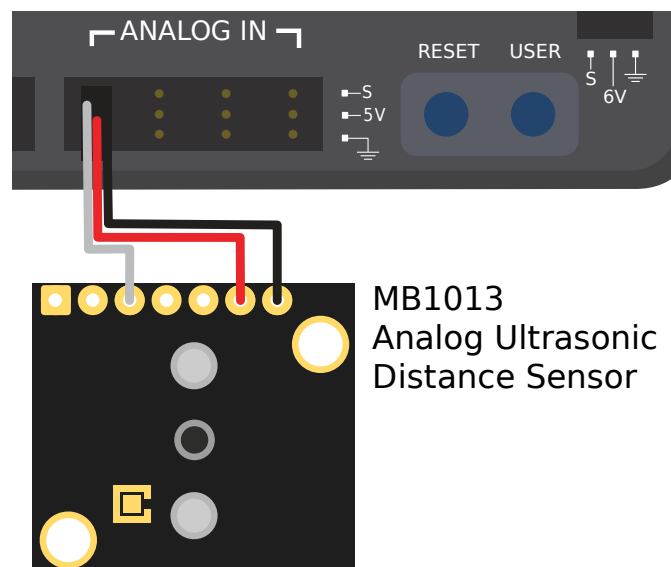 ANALOG IN
RESET USER
S
5V
S
6V
MB1013
Analog Ultrasonic
Distance Sensor